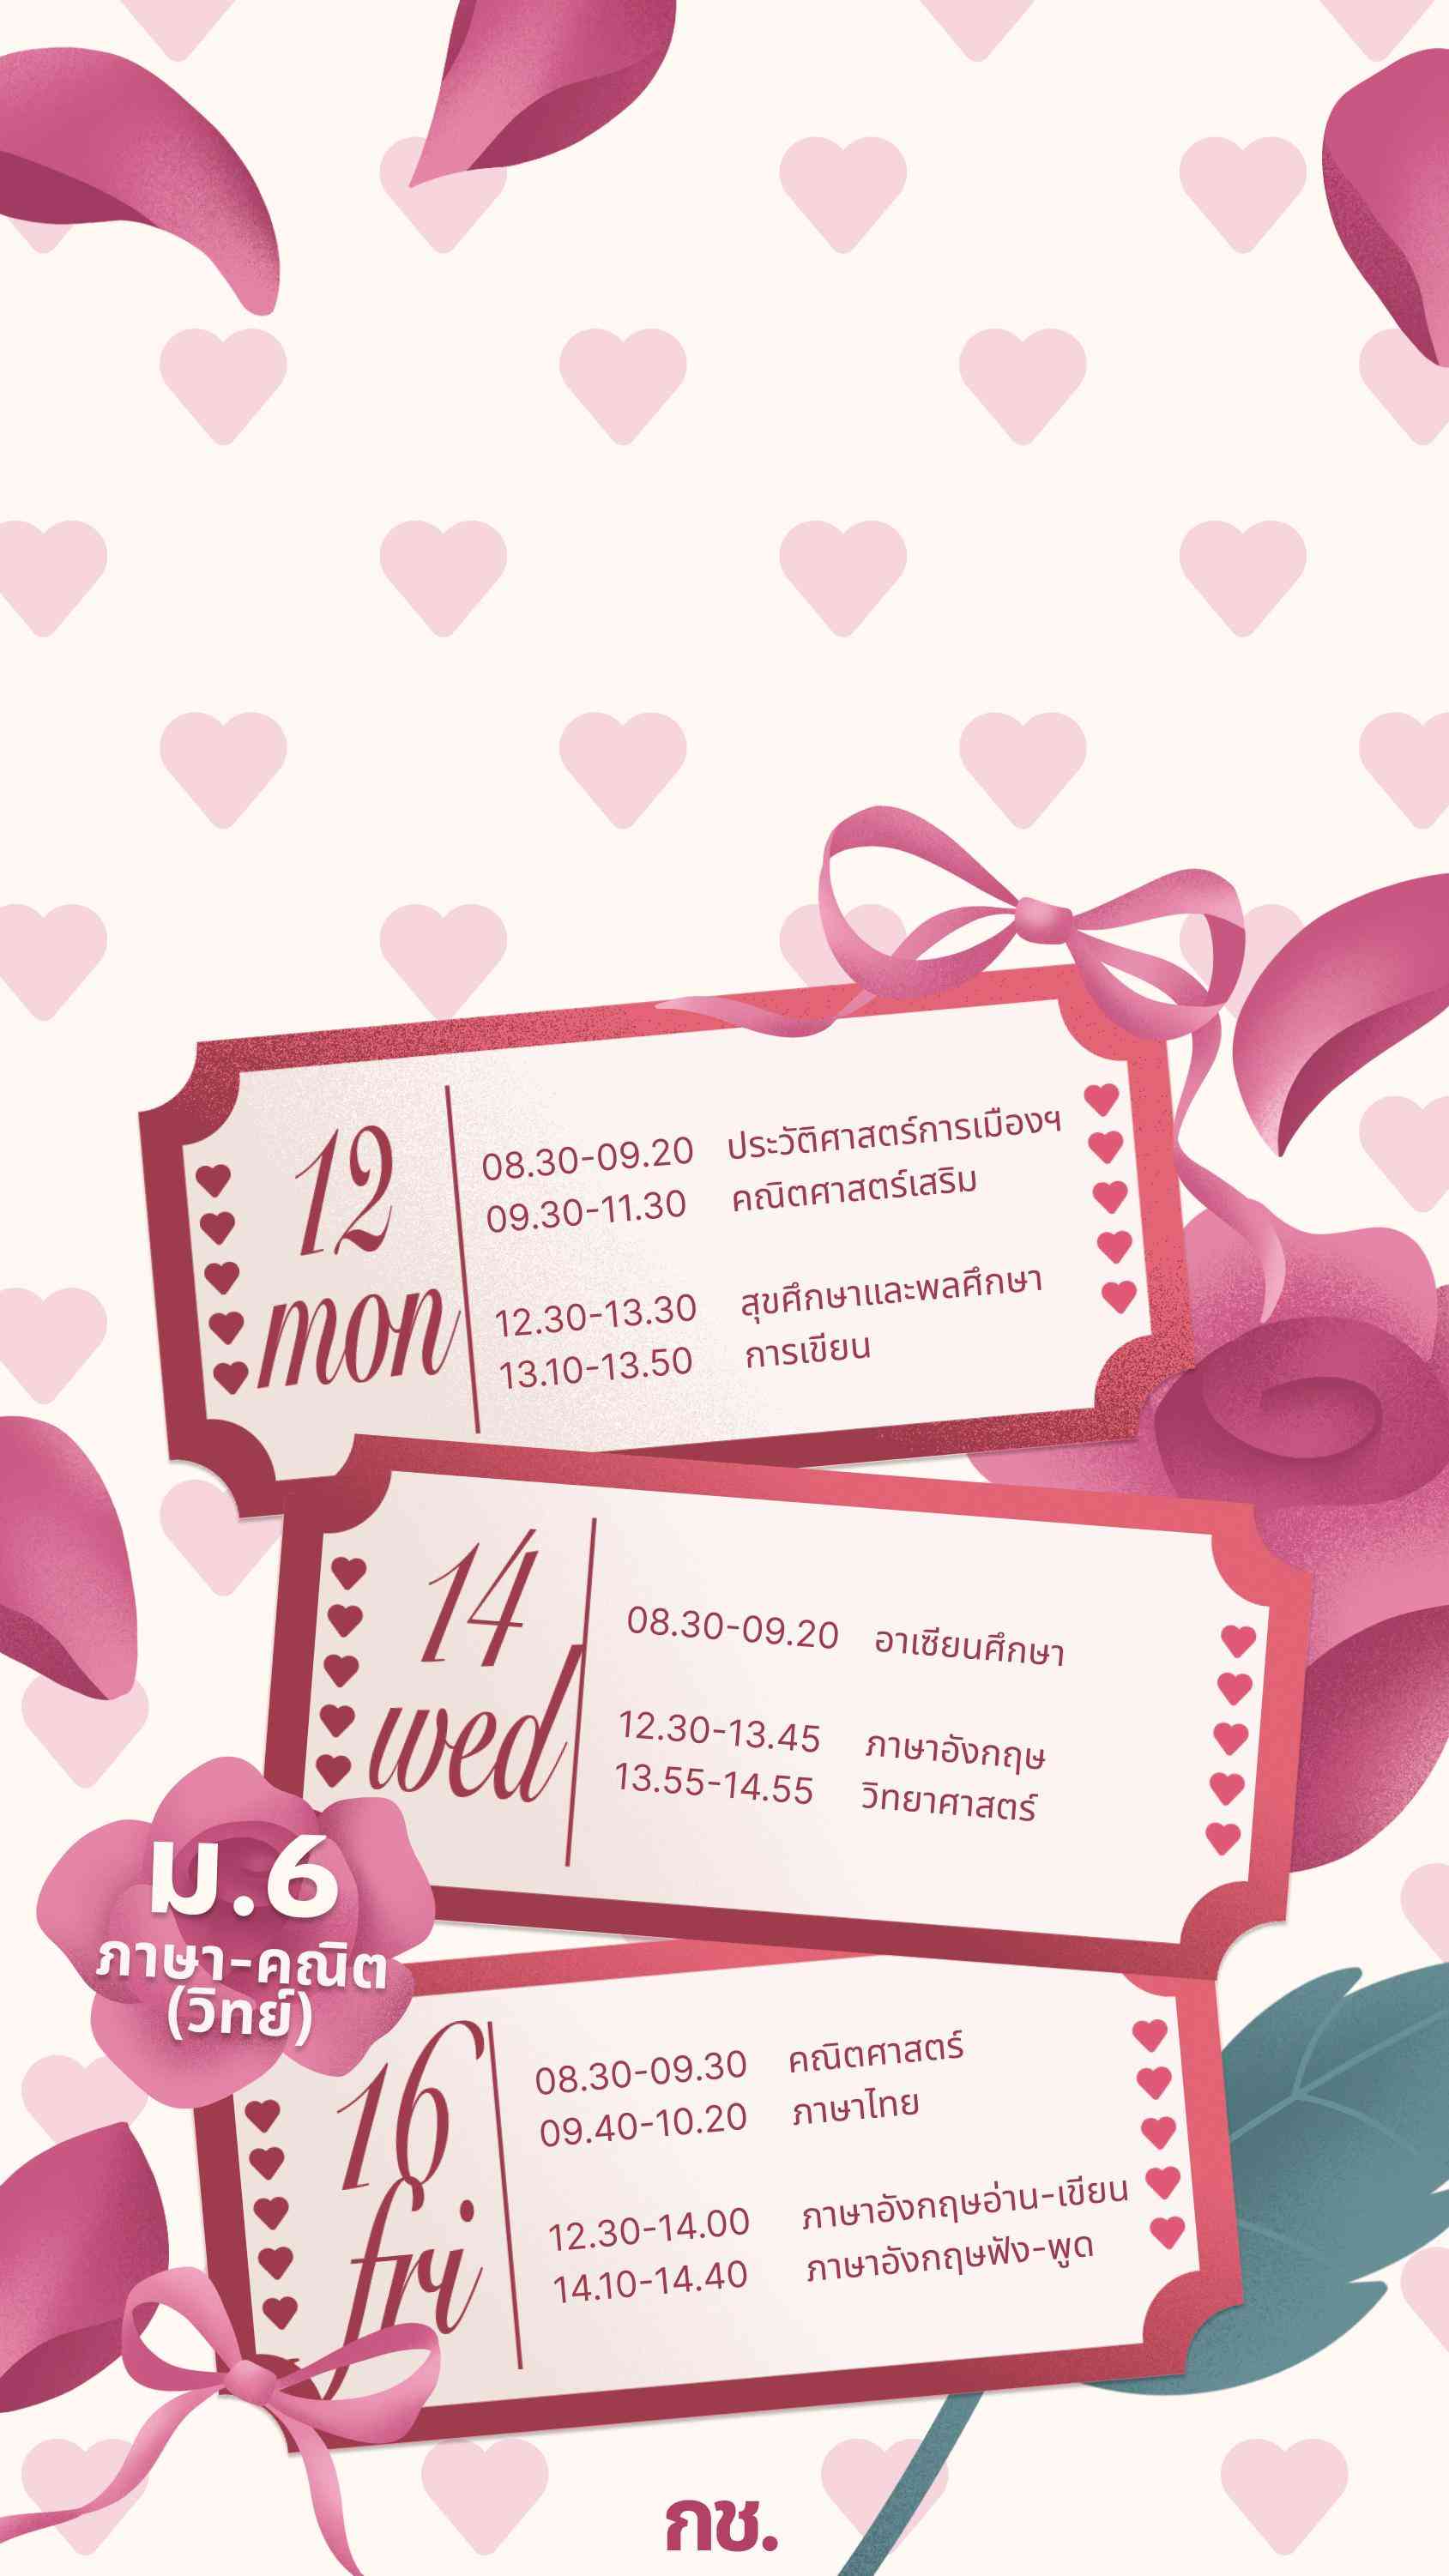 12
mon
08.30-09.20 ประวัติศาสตร์การเมืองฯ
09.30-11.30 คณิตศาสตร์เสริม
12.30-13.30 สุขศึกษาและพลศึกษา
13.10-13.50 การเขียน
14
wed
08.30-09.20 อาเซียนศึกษา
12.30-13.45 ภาษาอังกฤษ
13.55-14.55 วิทยาศาสตร์
ม.6
ภาษา-คณิต
(วิทย์)
16
fri
08.30-09.30 คณิตศาสตร์
09.40-10.20 ภาษาไทย
12.30-14.00 ภาษาอังกฤษอ่าน-เขียน
14.10-14.40 ภาษาอังกฤษฟัง-พูด
กช.